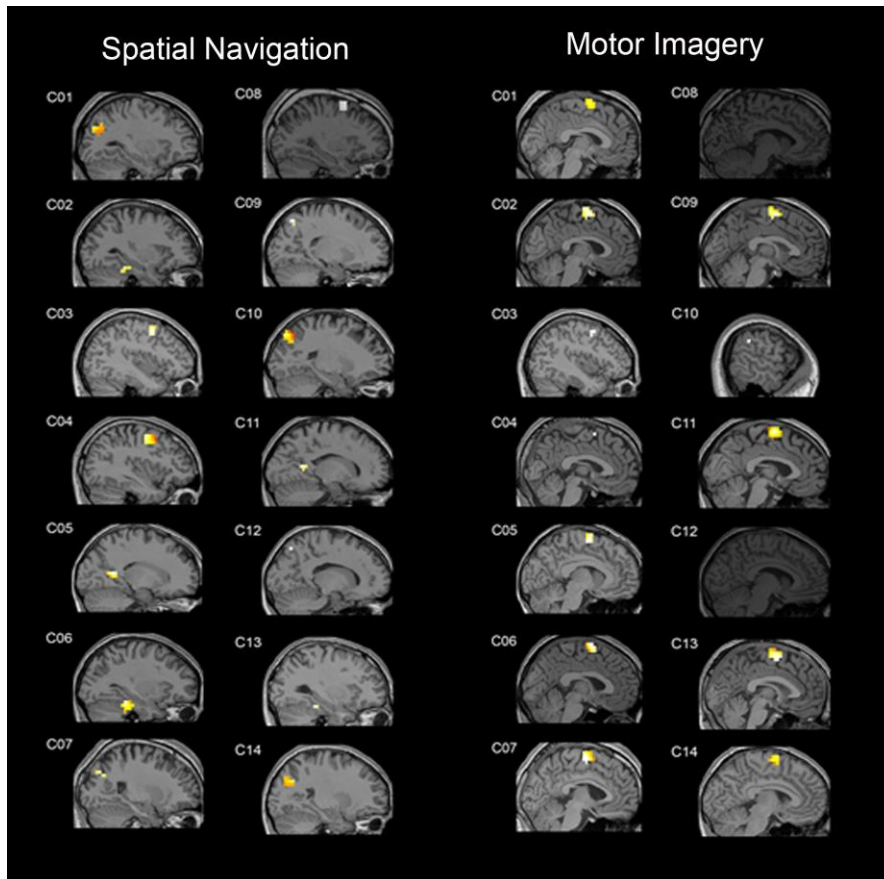 Spatial Navigation
Motor Imagery
C01
C08
C01
C08
C02
C09
C02
C09
C03
C10
C03
C10
C04
C11
C04
C11
C05
C12
C05
C12
C06
C13
C06
C13
C07
C14
C07
C14